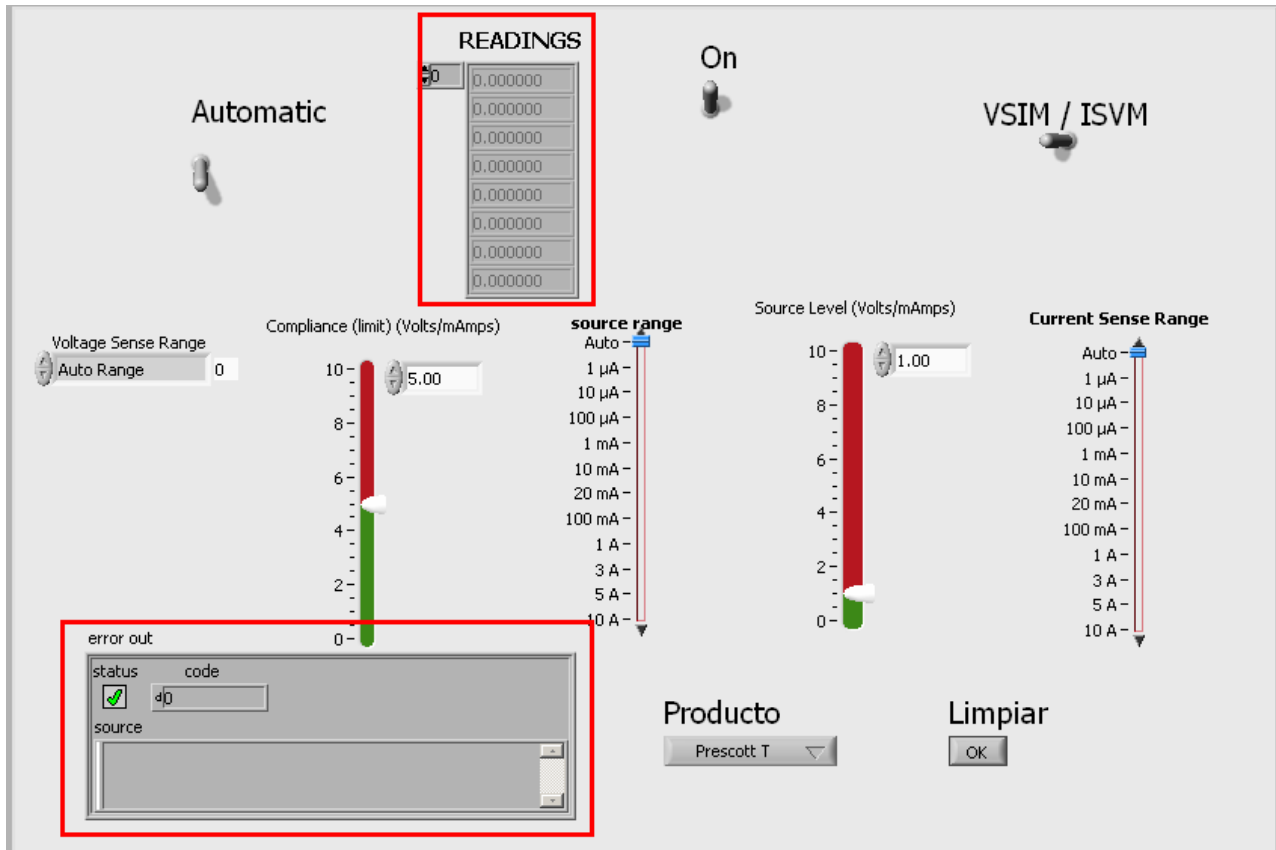 READINGS
0
0.000000
0.000000
0.000000
0.000000
0.000000
0.000000
0.000000
0.000000
On
Automatic
VSIM / ISVM
Voltage Sense Range
Auto Range 0
Compliance (limit) (Volts/mAmps)
5.00
10
8
6
4
2
0
source range
Auto
1 µA
10 µA
100 µA
1 mA
10 mA
20 mA
100 mA
1 A
3 A
5 A
10 A
Source Level (Volts/mAmps)
1.00
10
8
6
4
2
0
Current Sense Range
Auto
1 µA
10 µA
100 µA
1 mA
10 mA
20 mA
100 mA
1 A
3 A
5 A
10 A
error out
status code
d0
source
Producto
Prescott T
Limpiar
OK